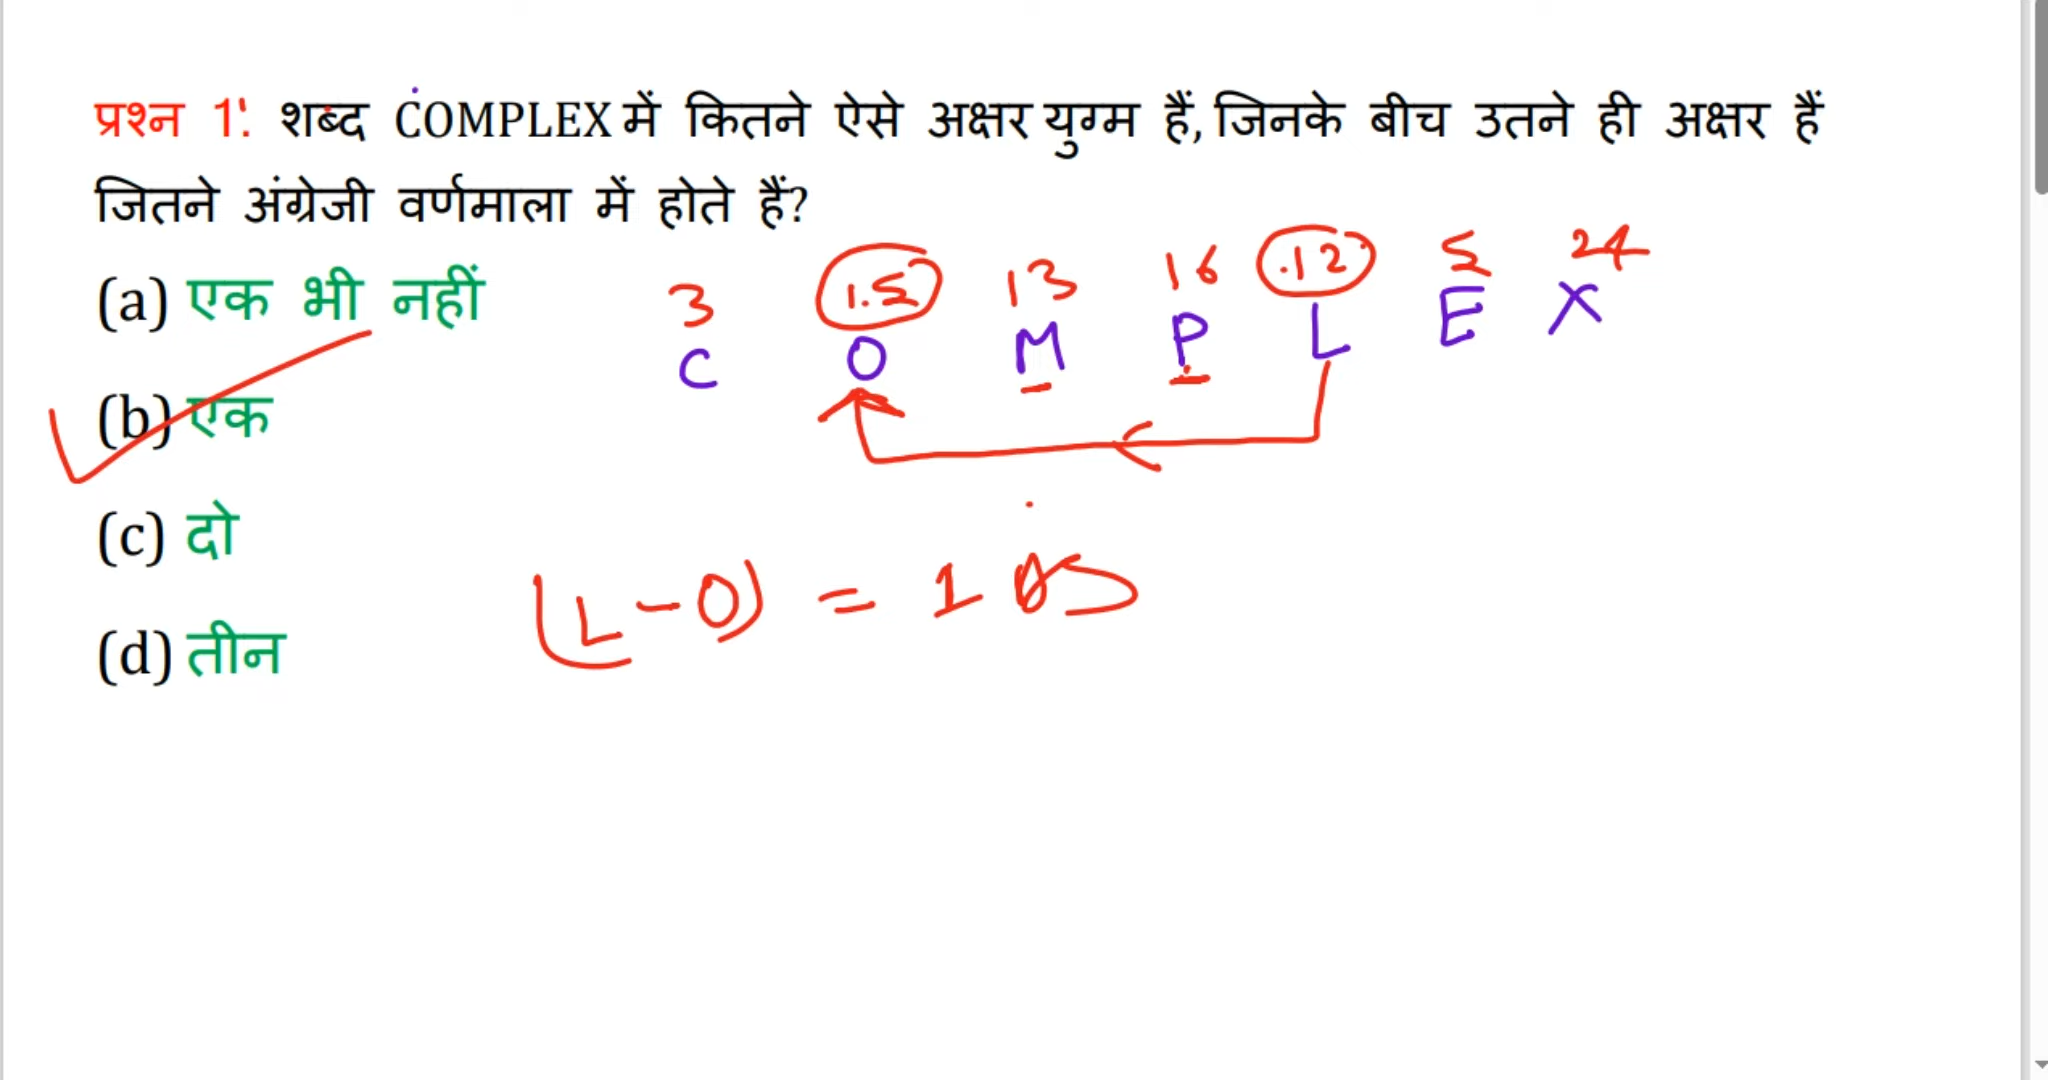 प्रश्न 1: शब्द COMPLEX में कितने ऐसे अक्षर युग्म हैं, जिनके बीच उतने ही अक्षर हैं
जितने अंग्रेजी वर्णमाला में होते हैं?
(a) एक भी नहीं
3 15 13 16 12 5 24
C O M P L E X
(b) एक
(c) दो
(L-O) = 1
(d) तीन